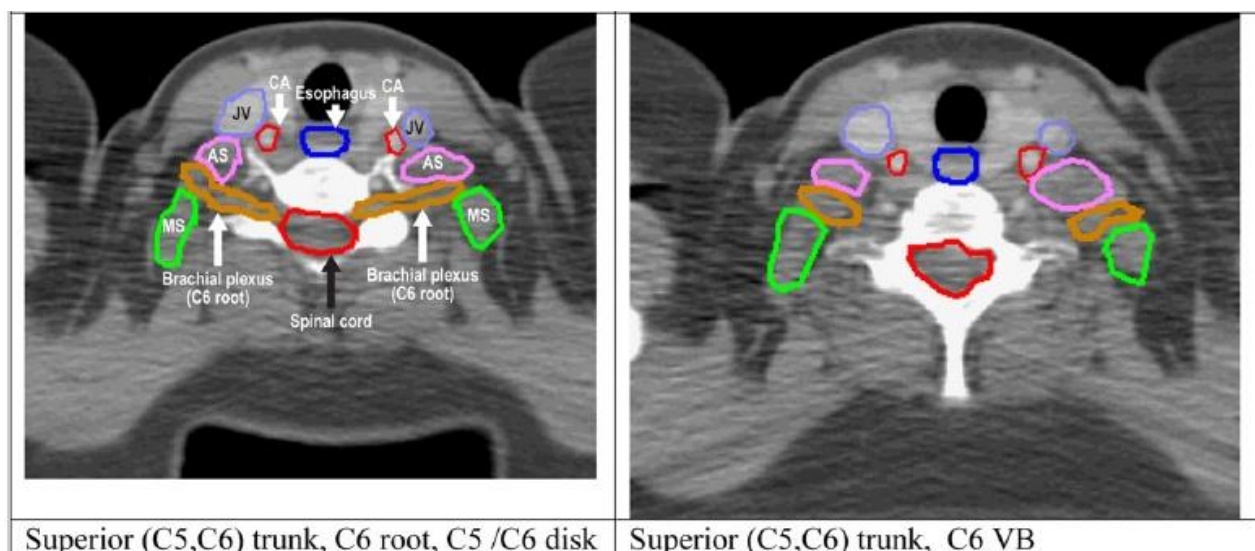 CA
Esophagus
CA
JV
JV
AS
AS
MS
MS
Brachial plexus
(C6 root)
Brachial plexus
(C6 root)
Spinal cord
Superior (C5,C6) trunk, C6 root, C5 /C6 disk
Superior (C5,C6) trunk, C6 VB